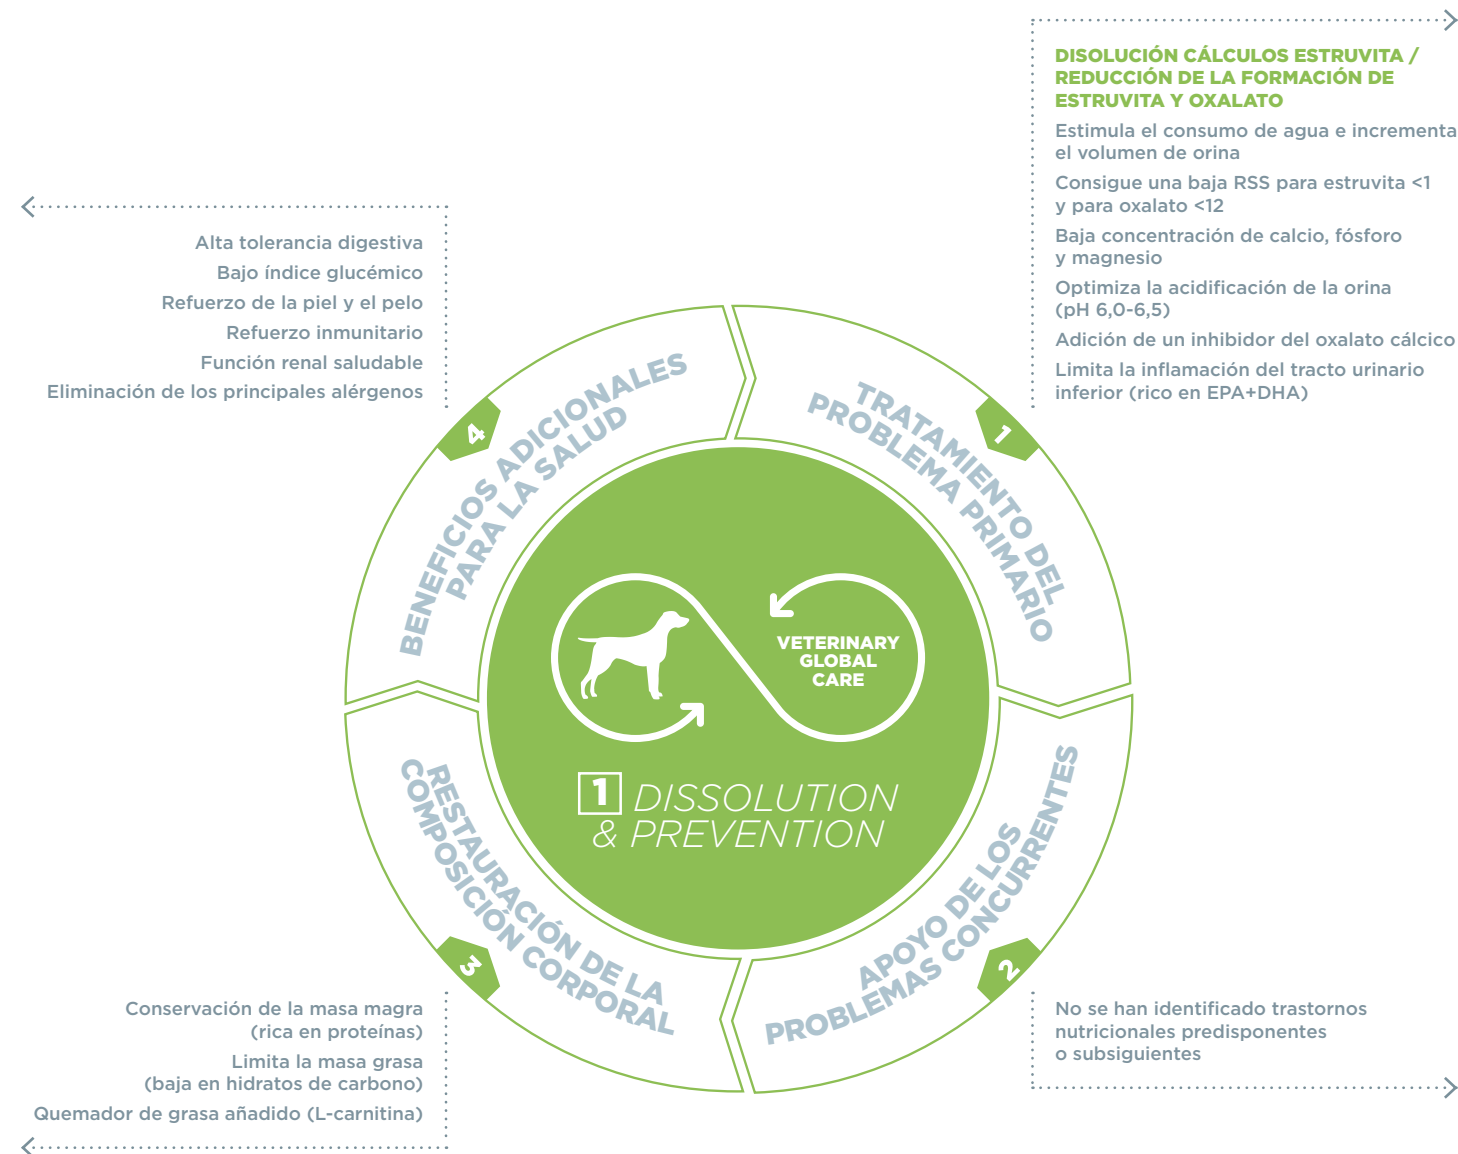 DISOLUCIÓN CÁLCULOS ESTRUVITA /
REDUCCIÓN DE LA FORMACIÓN DE
ESTRUVITA Y OXALATO
Estimula el consumo de agua e incrementa
el volumen de orina
Consigue una baja RSS para estruvita <1
y para oxalato <12
Baja concentración de calcio, fósforo
y magnesio
Optimiza la acidificación de la orina
(pH 6,0-6,5)
Adición de un inhibidor del oxalato cálcico
Limita la inflamación del tracto urinario
inferior (rico en EPA+DHA)
Alta tolerancia digestiva
Bajo índice glucémico
Refuerzo de la piel y el pelo
Refuerzo inmunitario
Función renal saludable
Eliminación de los principales alérgenos
4
BENEFICIOS ADICIONALES
PARA LA SALUD
1
TRATAMIENTO DEL
PROBLEMA PRIMARIO
VETERINARY
GLOBAL
CARE
1 DISSOLUTION
& PREVENTION
3
RESTAURACIÓN DE LA
COMPOSICIÓN CORPORAL
2
APOYO DE LOS
PROBLEMAS CONCURRENTES
Conservación de la masa magra
(rica en proteínas)
Limita la masa grasa
(baja en hidratos de carbono)
Quemador de grasa añadido (L-carnitina)
No se han identificado trastornos
nutricionales predisponentes
o subsiguientes